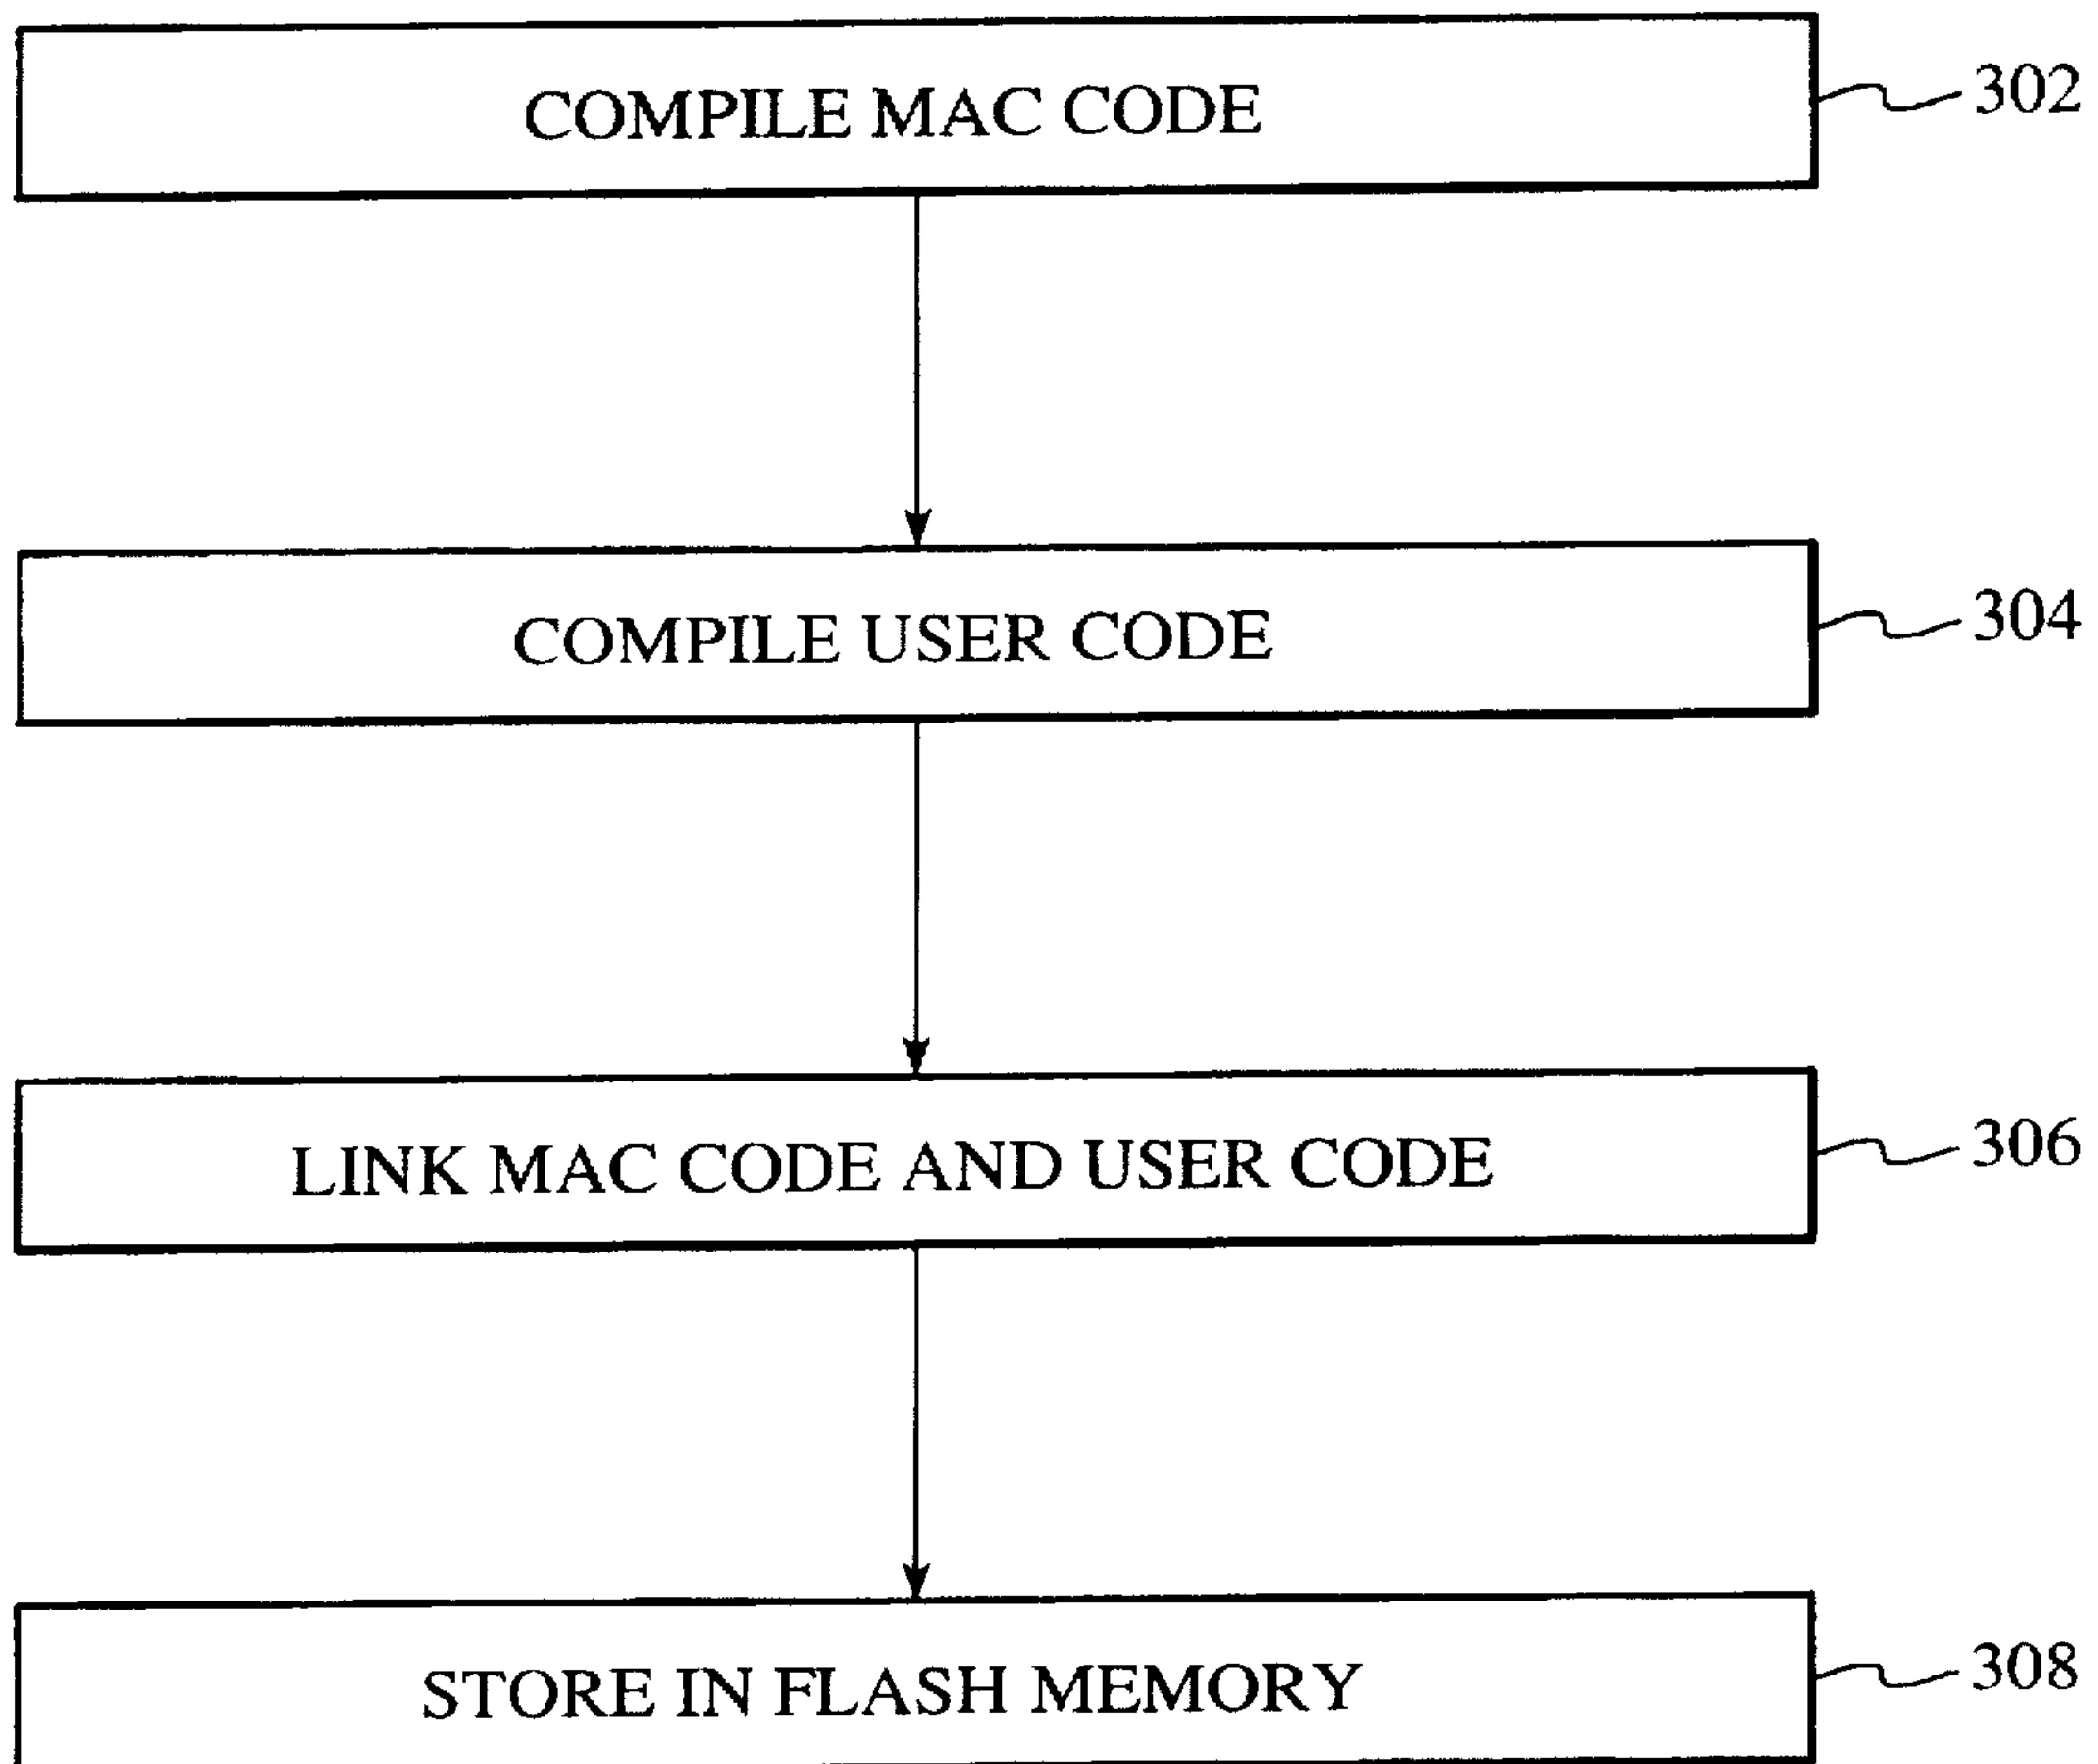 COMPILE MAC CODE
302
COMPILE USER CODE
304
LINK MAC CODE AND USER CODE
306
STORE IN FLASH MEMORY
308